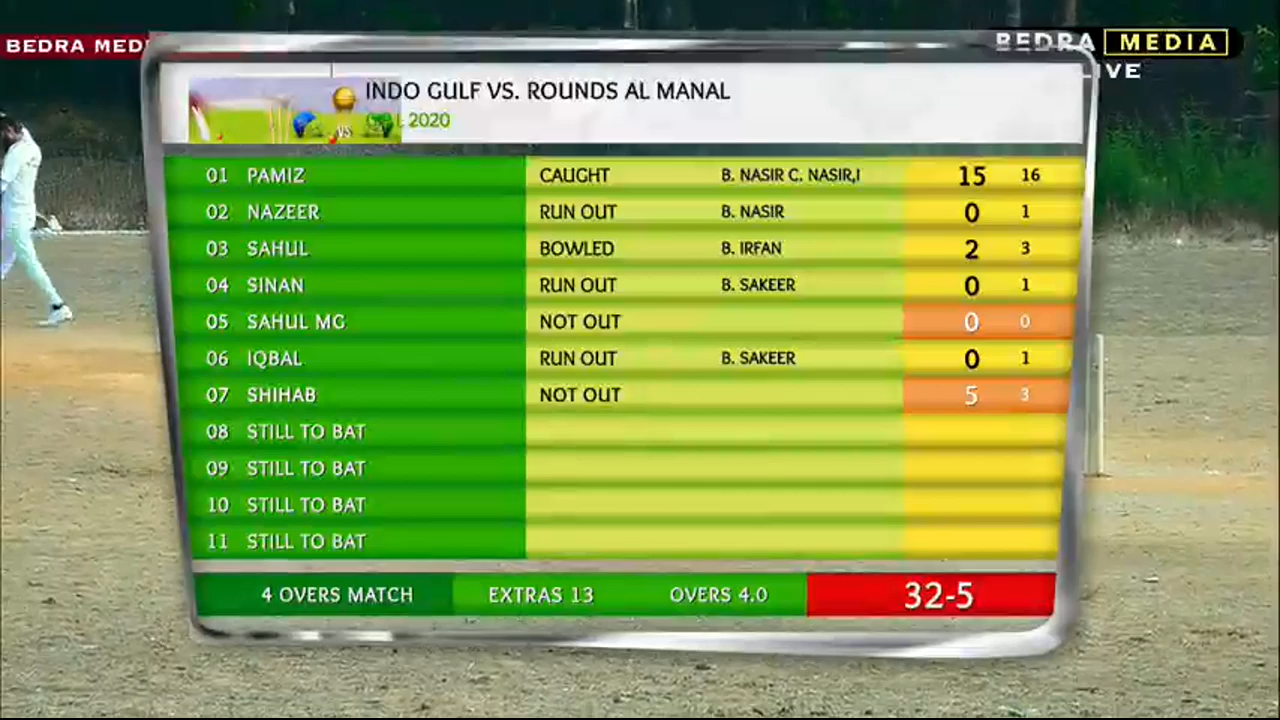 BEDRA MED
BEDRA MEDIA
LIVE
INDO GULF VS. ROUNDS AL MANAL
VS
L 2020
01 PAMIZ CAUGHT B. NASIR C. NASIR,I 15 16
02 NAZEER RUN OUT B. NASIR 0 1
03 SAHUL BOWLED B. IRFAN 2 3
04 SINAN RUN OUT B. SAKEER 0 1
05 SAHUL MG NOT OUT 0 0
06 IQBAL RUN OUT B. SAKEER 0 1
07 SHIHAB NOT OUT 5 3
08 STILL TO BAT
09 STILL TO BAT
10 STILL TO BAT
11 STILL TO BAT
4 OVERS MATCH EXTRAS 13 OVERS 4.0 32-5